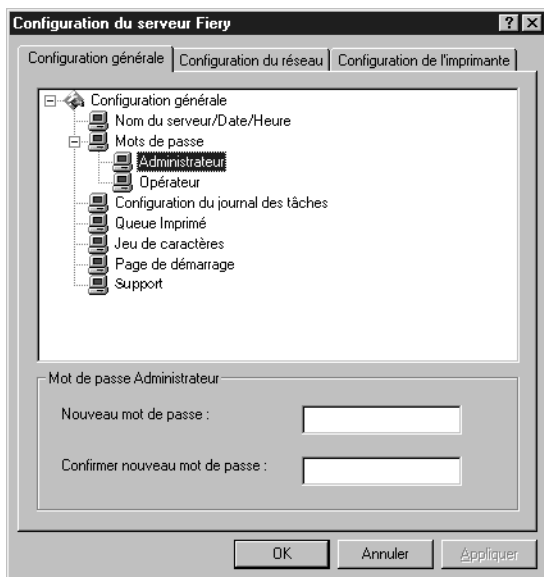 Configuration du serveur Fiery
Configuration générale
Configuration du réseau
Configuration de l'imprimante
Configuration générale
Nom du serveur/Date/Heure
Mots de passe
Administrateur
Opérateur
Configuration du journal des tâches
Queue Imprimé
Jeu de caractères
Page de démarrage
Support
Mot de passe Administrateur
Nouveau mot de passe :
Confirmer nouveau mot de passe :
OK
Annuler
Appliquer